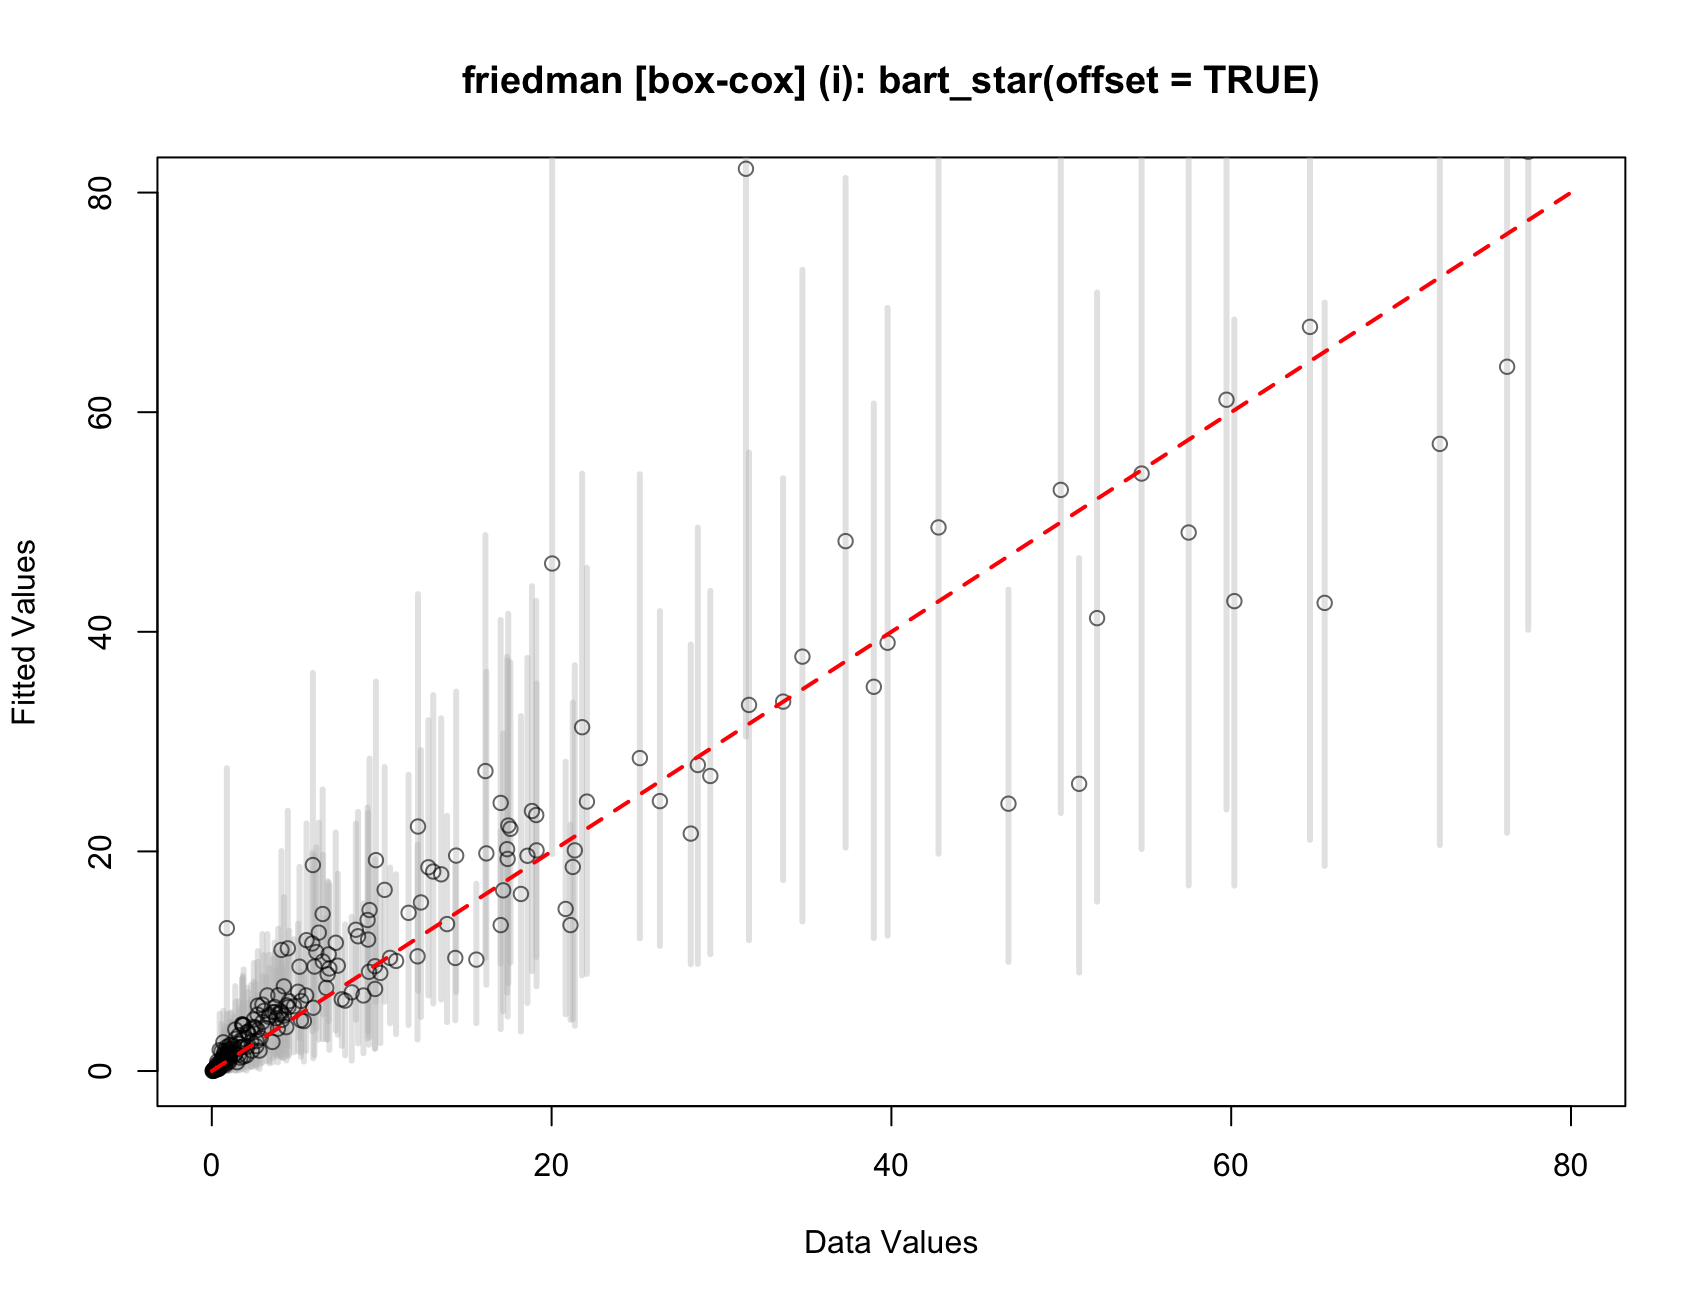 friedman [box-cox] (i): bart_star(offset = TRUE)
80
60
40
20
0
Fitted Values
0 20 40 60 80
Data Values